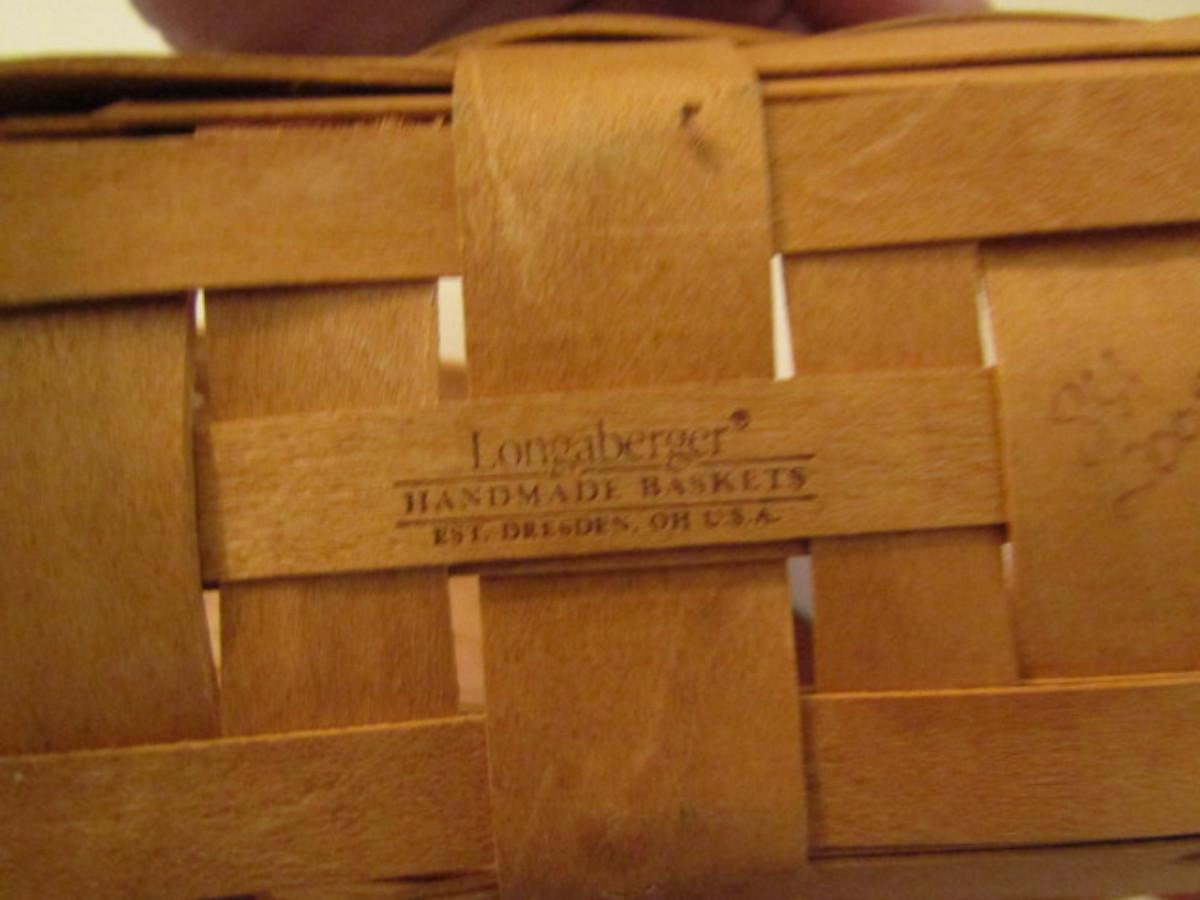 Longaberger®
HANDMADE BASKETS
EST. DRESDEN, OH U.S.A.